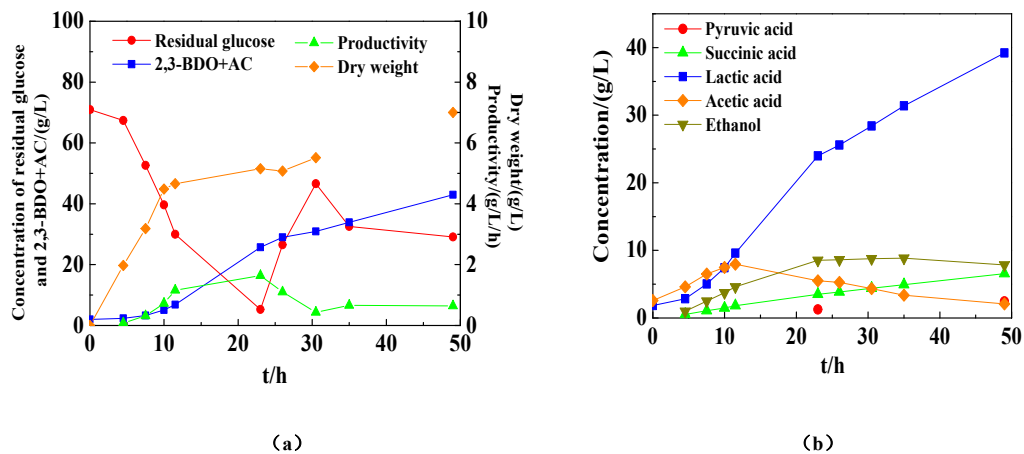 Concentration of residual glucose
and 2,3-BDO+AC/(g/L)
100
80
60
40
20
0
Residual glucose
2,3-BDO+AC
Productivity
Dry weight
10
8
6
4
2
0
Dry weight/(g/L)
Productivity/(g/L/h)
0 10 20 30 40 50
t/h
(a)
Concentration/(g/L)
40
30
20
10
0
Pyruvic acid
Succinic acid
Lactic acid
Acetic acid
Ethanol
0 10 20 30 40 50
t/h
(b)